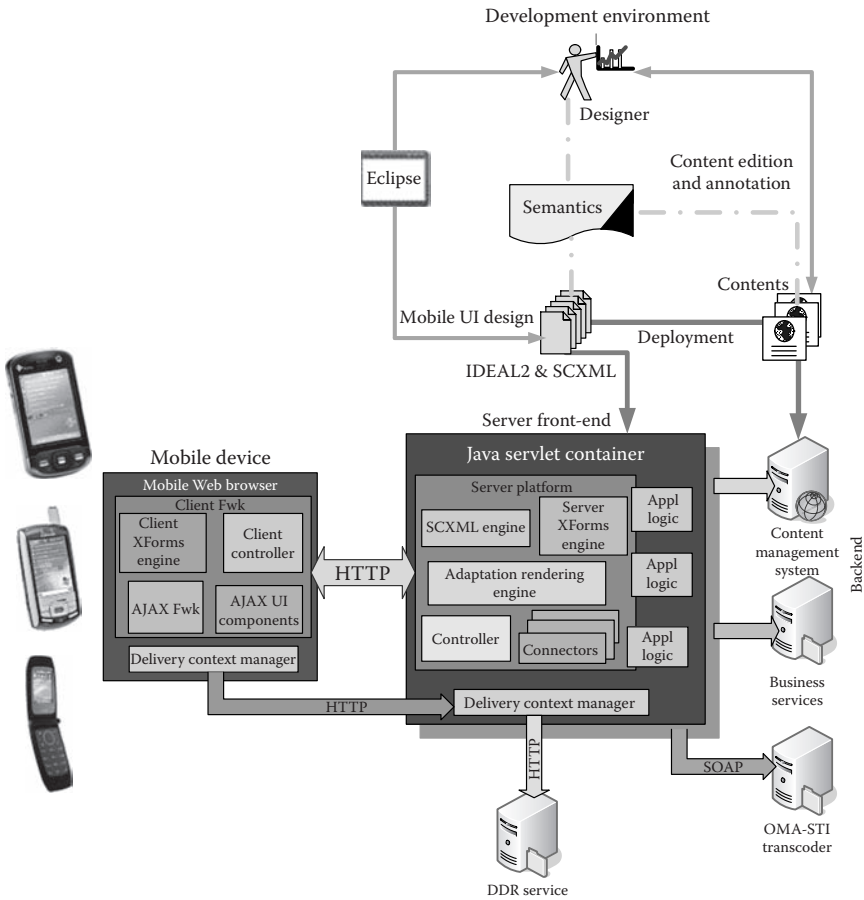 Development environment
Designer
Eclipse
Content edition
and annotation
Semantics
Contents
Mobile UI design
Deployment
IDEAL2 & SCXML
Server front-end
Mobile device
Java servlet container
Mobile Web browser
Client Fwk
Client
XForms
engine
Client
controller
AJAX Fwk
AJAX UI
components
Delivery context manager
HTTP
Server platform
SCXML engine
Server
XForms
engine
Appl
logic
Adaptation rendering
engine
Appl
logic
Controller
Connectors
Appl
logic
HTTP
Delivery context manager
HTTP
SOAP
Content
management
system
Backend
Business
services
OMA-STI
transcoder
DDR service